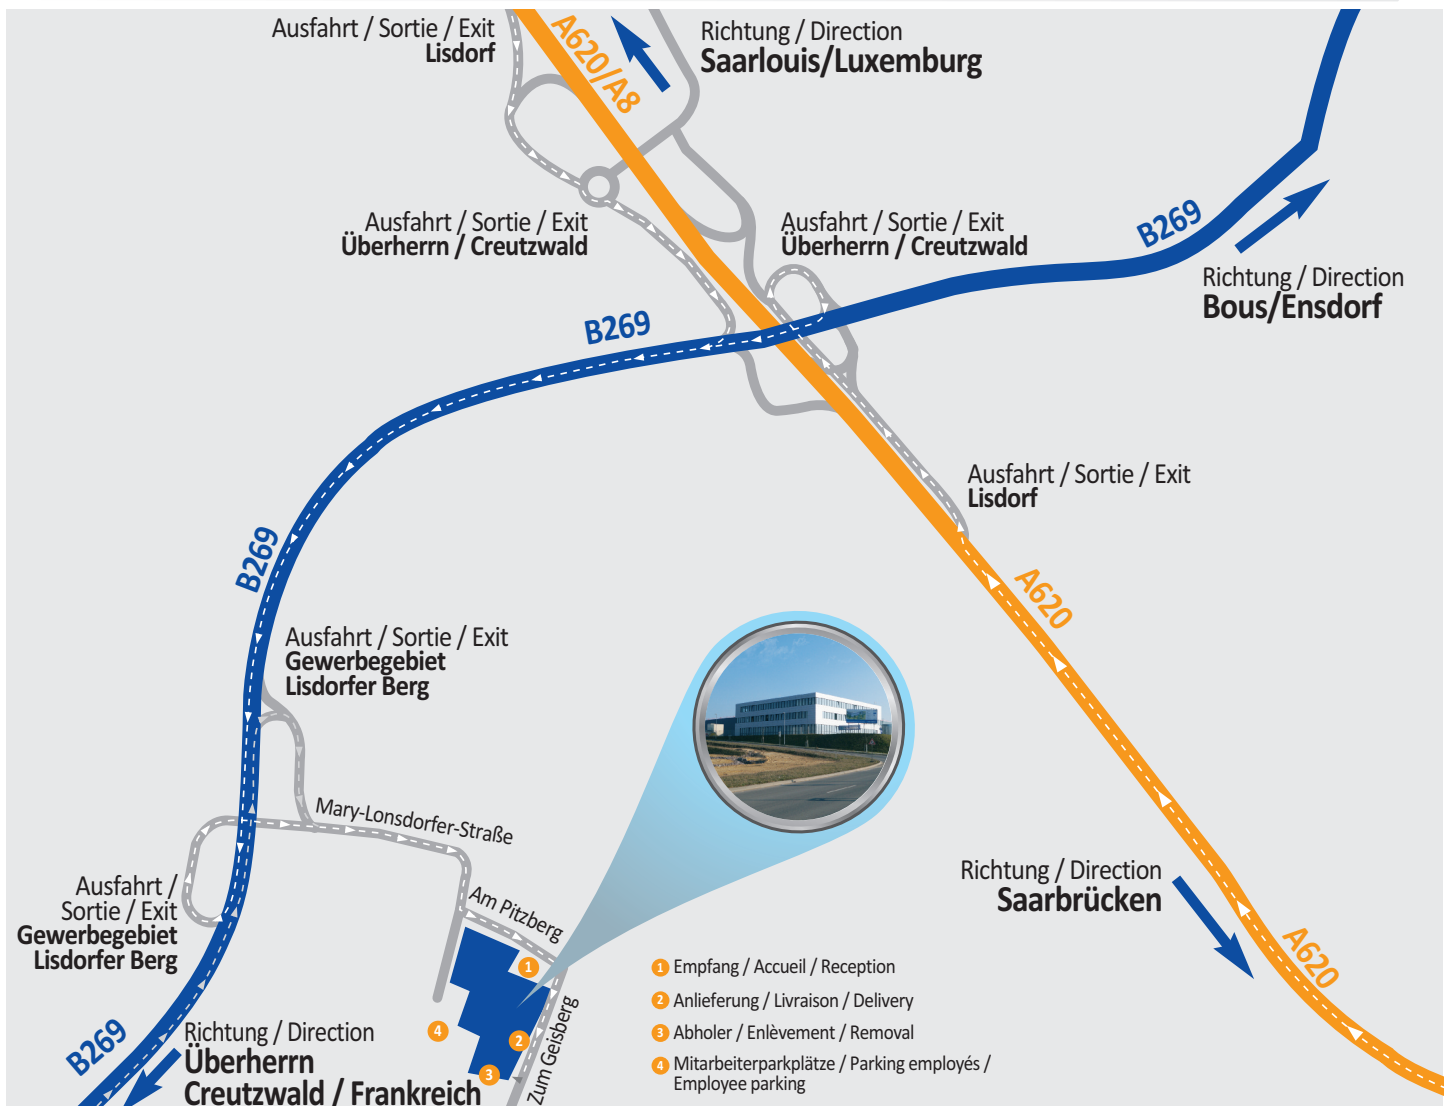 Ausfahrt / Sortie / Exit
Lisdorf
A620/A8
Richtung / Direction
Saarlouis/Luxemburg
Ausfahrt / Sortie / Exit
Überherrn / Creutzwald
Ausfahrt / Sortie / Exit
Überherrn / Creutzwald
B269
Richtung / Direction
Bous/Ensdorf
B269
Ausfahrt / Sortie / Exit
Lisdorf
B269
A620
Ausfahrt / Sortie / Exit
Gewerbegebiet
Lisdorfer Berg
Mary-Lonsdorfer-Straße
Ausfahrt /
Sortie / Exit
Gewerbegebiet
Lisdorfer Berg
Am Pitzberg
Richtung / Direction
Saarbrücken
A620
1
2
3
4
Zum Geisberg
1 Empfang / Accueil / Reception
2 Anlieferung / Livraison / Delivery
3 Abholer / Enlèvement / Removal
4 Mitarbeiterparkplätze / Parking employés /
Employee parking
B269
Richtung / Direction
Überherrn
Creutzwald / Frankreich